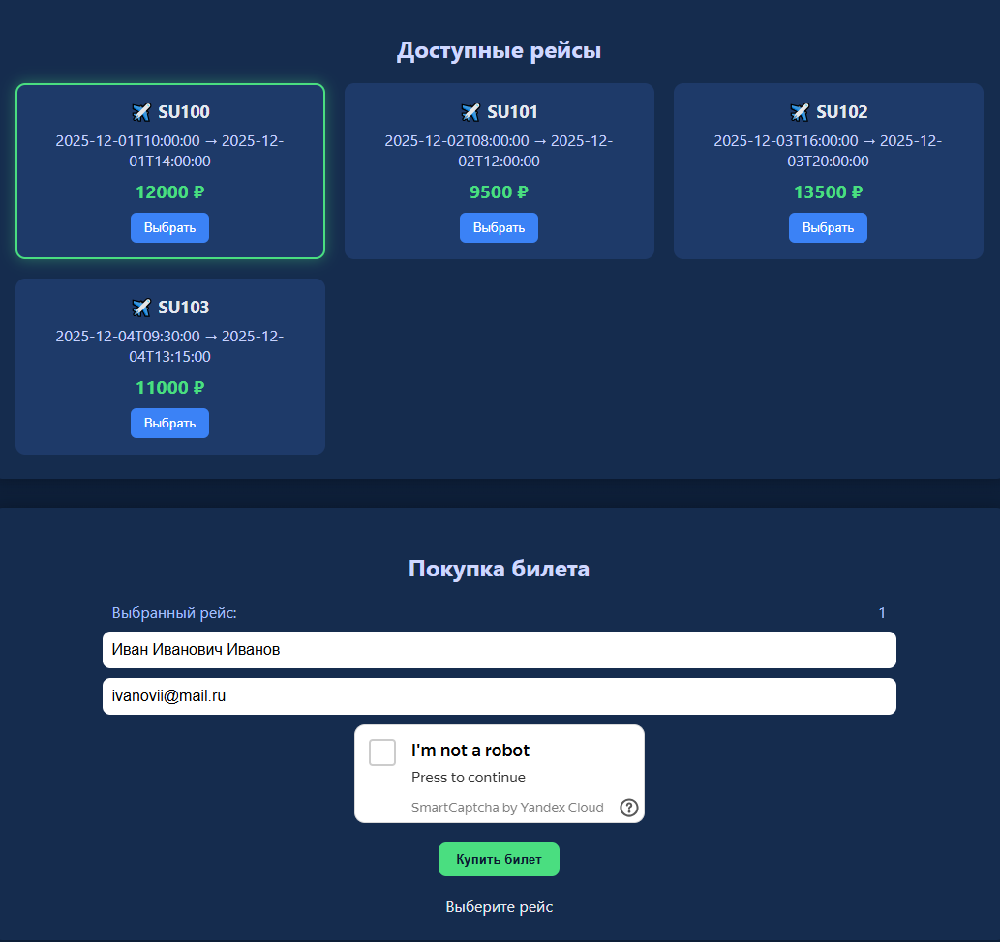 Доступные рейсы
SU100
2025-12-01T10:00:00 → 2025-12-
01T14:00:00
12000 ₽
Выбрать
SU101
2025-12-02T08:00:00 → 2025-12-
02T12:00:00
9500 ₽
Выбрать
SU102
2025-12-03T16:00:00 → 2025-12-
03T20:00:00
13500 ₽
Выбрать
SU103
2025-12-04T09:30:00 → 2025-12-
04T13:15:00
11000 ₽
Выбрать
Покупка билета
Выбранный рейс: 1
Иван Иванович Иванов
ivanovii@mail.ru
I'm not a robot
Press to continue
SmartCaptcha by Yandex Cloud ?
Купить билет
Выберите рейс